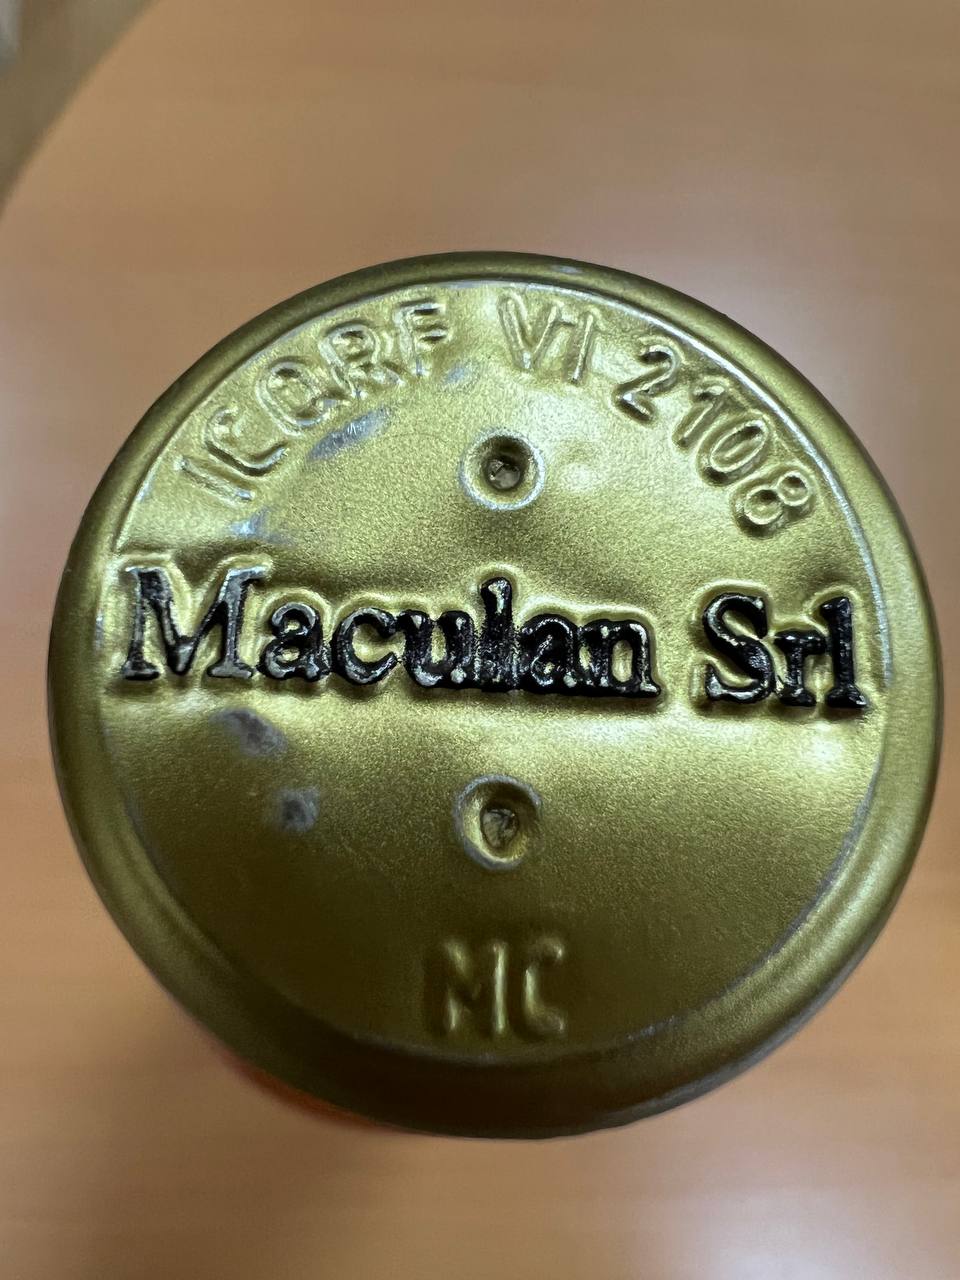 ICQRF VI 2108
Maculan Srl
MC